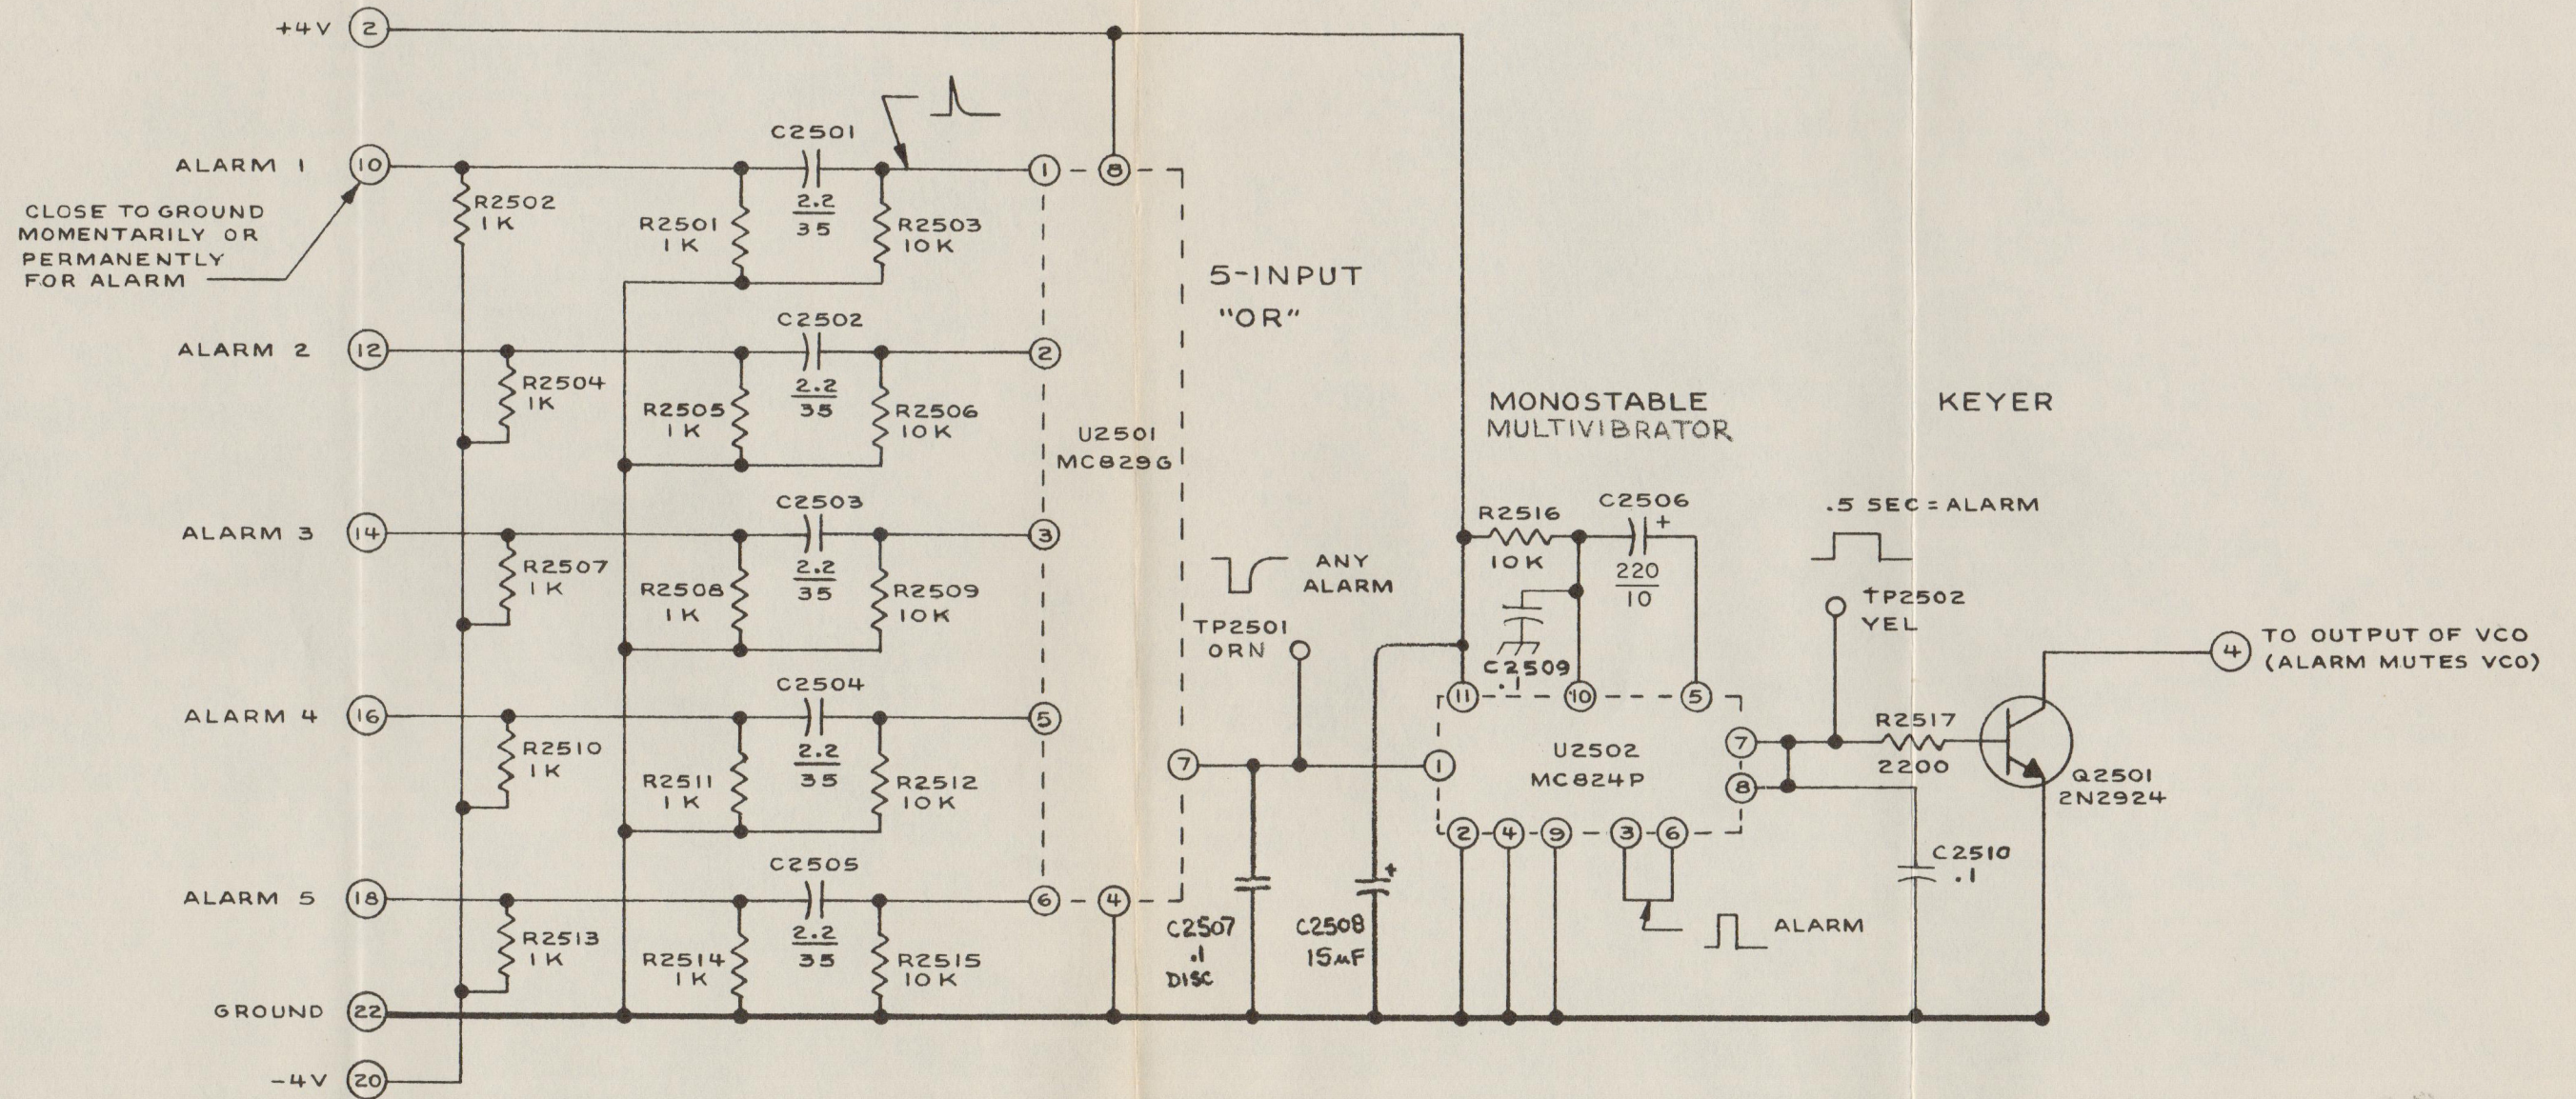 +4V
2
C2501
ALARM 1
10
1
8
R2502
1K
CLOSE TO GROUND
MOMENTARILY OR
PERMANENTLY
FOR ALARM
2.2
35
R2501
1K
R2503
10K
5-INPUT
"OR"
C2502
ALARM 2
12
2
R2504
1K
2.2
35
R2505
1K
R2506
10K
U2501
MC829G
MONOSTABLE
MULTIVIBRATOR
KEYER
C2503
ALARM 3
14
3
R2507
1K
2.2
35
R2508
1K
R2509
10K
R2516
10K
C2506
+
220
10
.5 SEC = ALARM
ANY
ALARM
TP2501
ORN
C2509
.1
TP2502
YEL
4
TO OUTPUT OF VCO
(ALARM MUTES VCO)
C2504
ALARM 4
16
5
11
10
5
R2510
1K
2.2
35
R2511
1K
R2512
10K
7
1
U2502
MC824P
7
8
R2517
2200
Q2501
2N2924
2
4
9
3
6
C2505
ALARM 5
18
6
4
+
C2510
.1
R2513
1K
2.2
35
R2514
1K
R2515
10K
C2507
.1
DISC
C2508
15µF
ALARM
GROUND
22
-4V
20